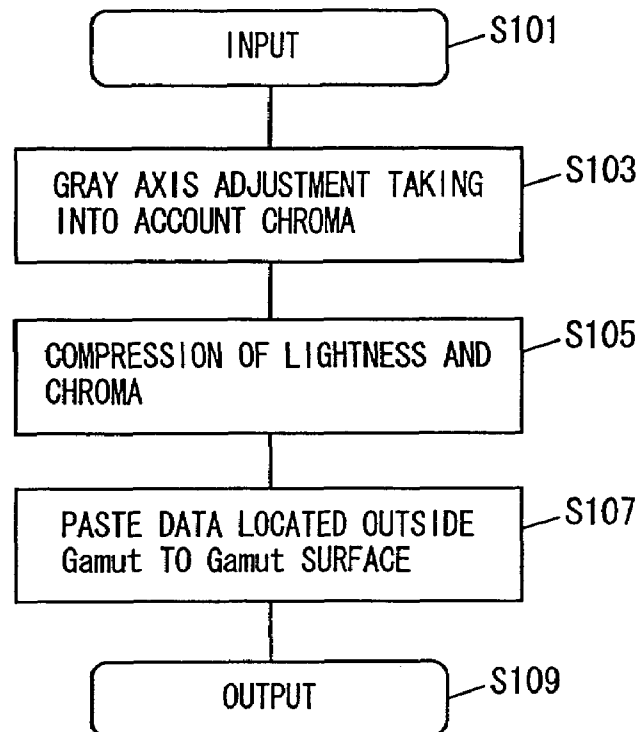 INPUT
S101
GRAY AXIS ADJUSTMENT TAKING
INTO ACCOUNT CHROMA
S103
COMPRESSION OF LIGHTNESS AND
CHROMA
S105
PASTE DATA LOCATED OUTSIDE
Gamut TO Gamut SURFACE
S107
OUTPUT
S109